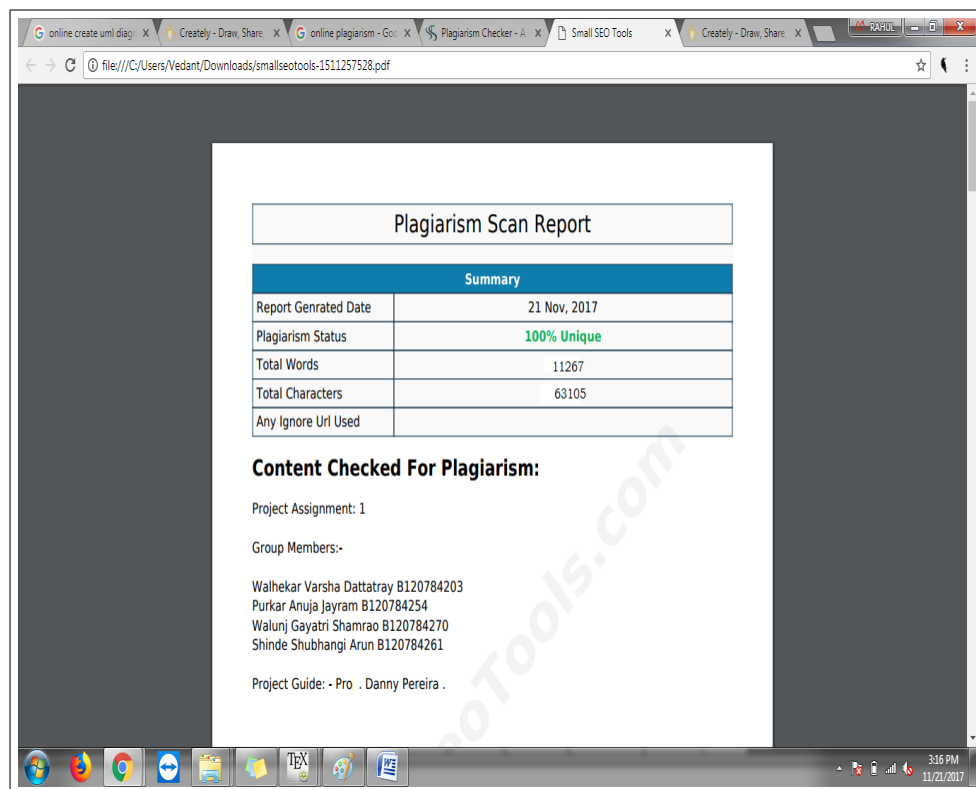 online create uml diagr
Creately - Draw, Share,
online plagiarism - Goo
Plagiarism Checker - A
Small SEO Tools
Creately - Draw, Share,
RAHUL
file:///C:/Users/Vedant/Downloads/smallseotools-1511257528.pdf
Plagiarism Scan Report
Summary
Report Genrated Date 21 Nov, 2017
Plagiarism Status 100% Unique
Total Words 11267
Total Characters 63105
Any Ignore Url Used
Content Checked For Plagiarism:
Project Assignment: 1
Group Members:-
Walhekar Varsha Dattatray B120784203
Purkar Anuja Jayram B120784254
Walunj Gayatri Shamrao B120784270
Shinde Shubhangi Arun B120784261
Project Guide: - Pro . Danny Pereira .
eoTools.com
TEX
3:16 PM
11/21/2017